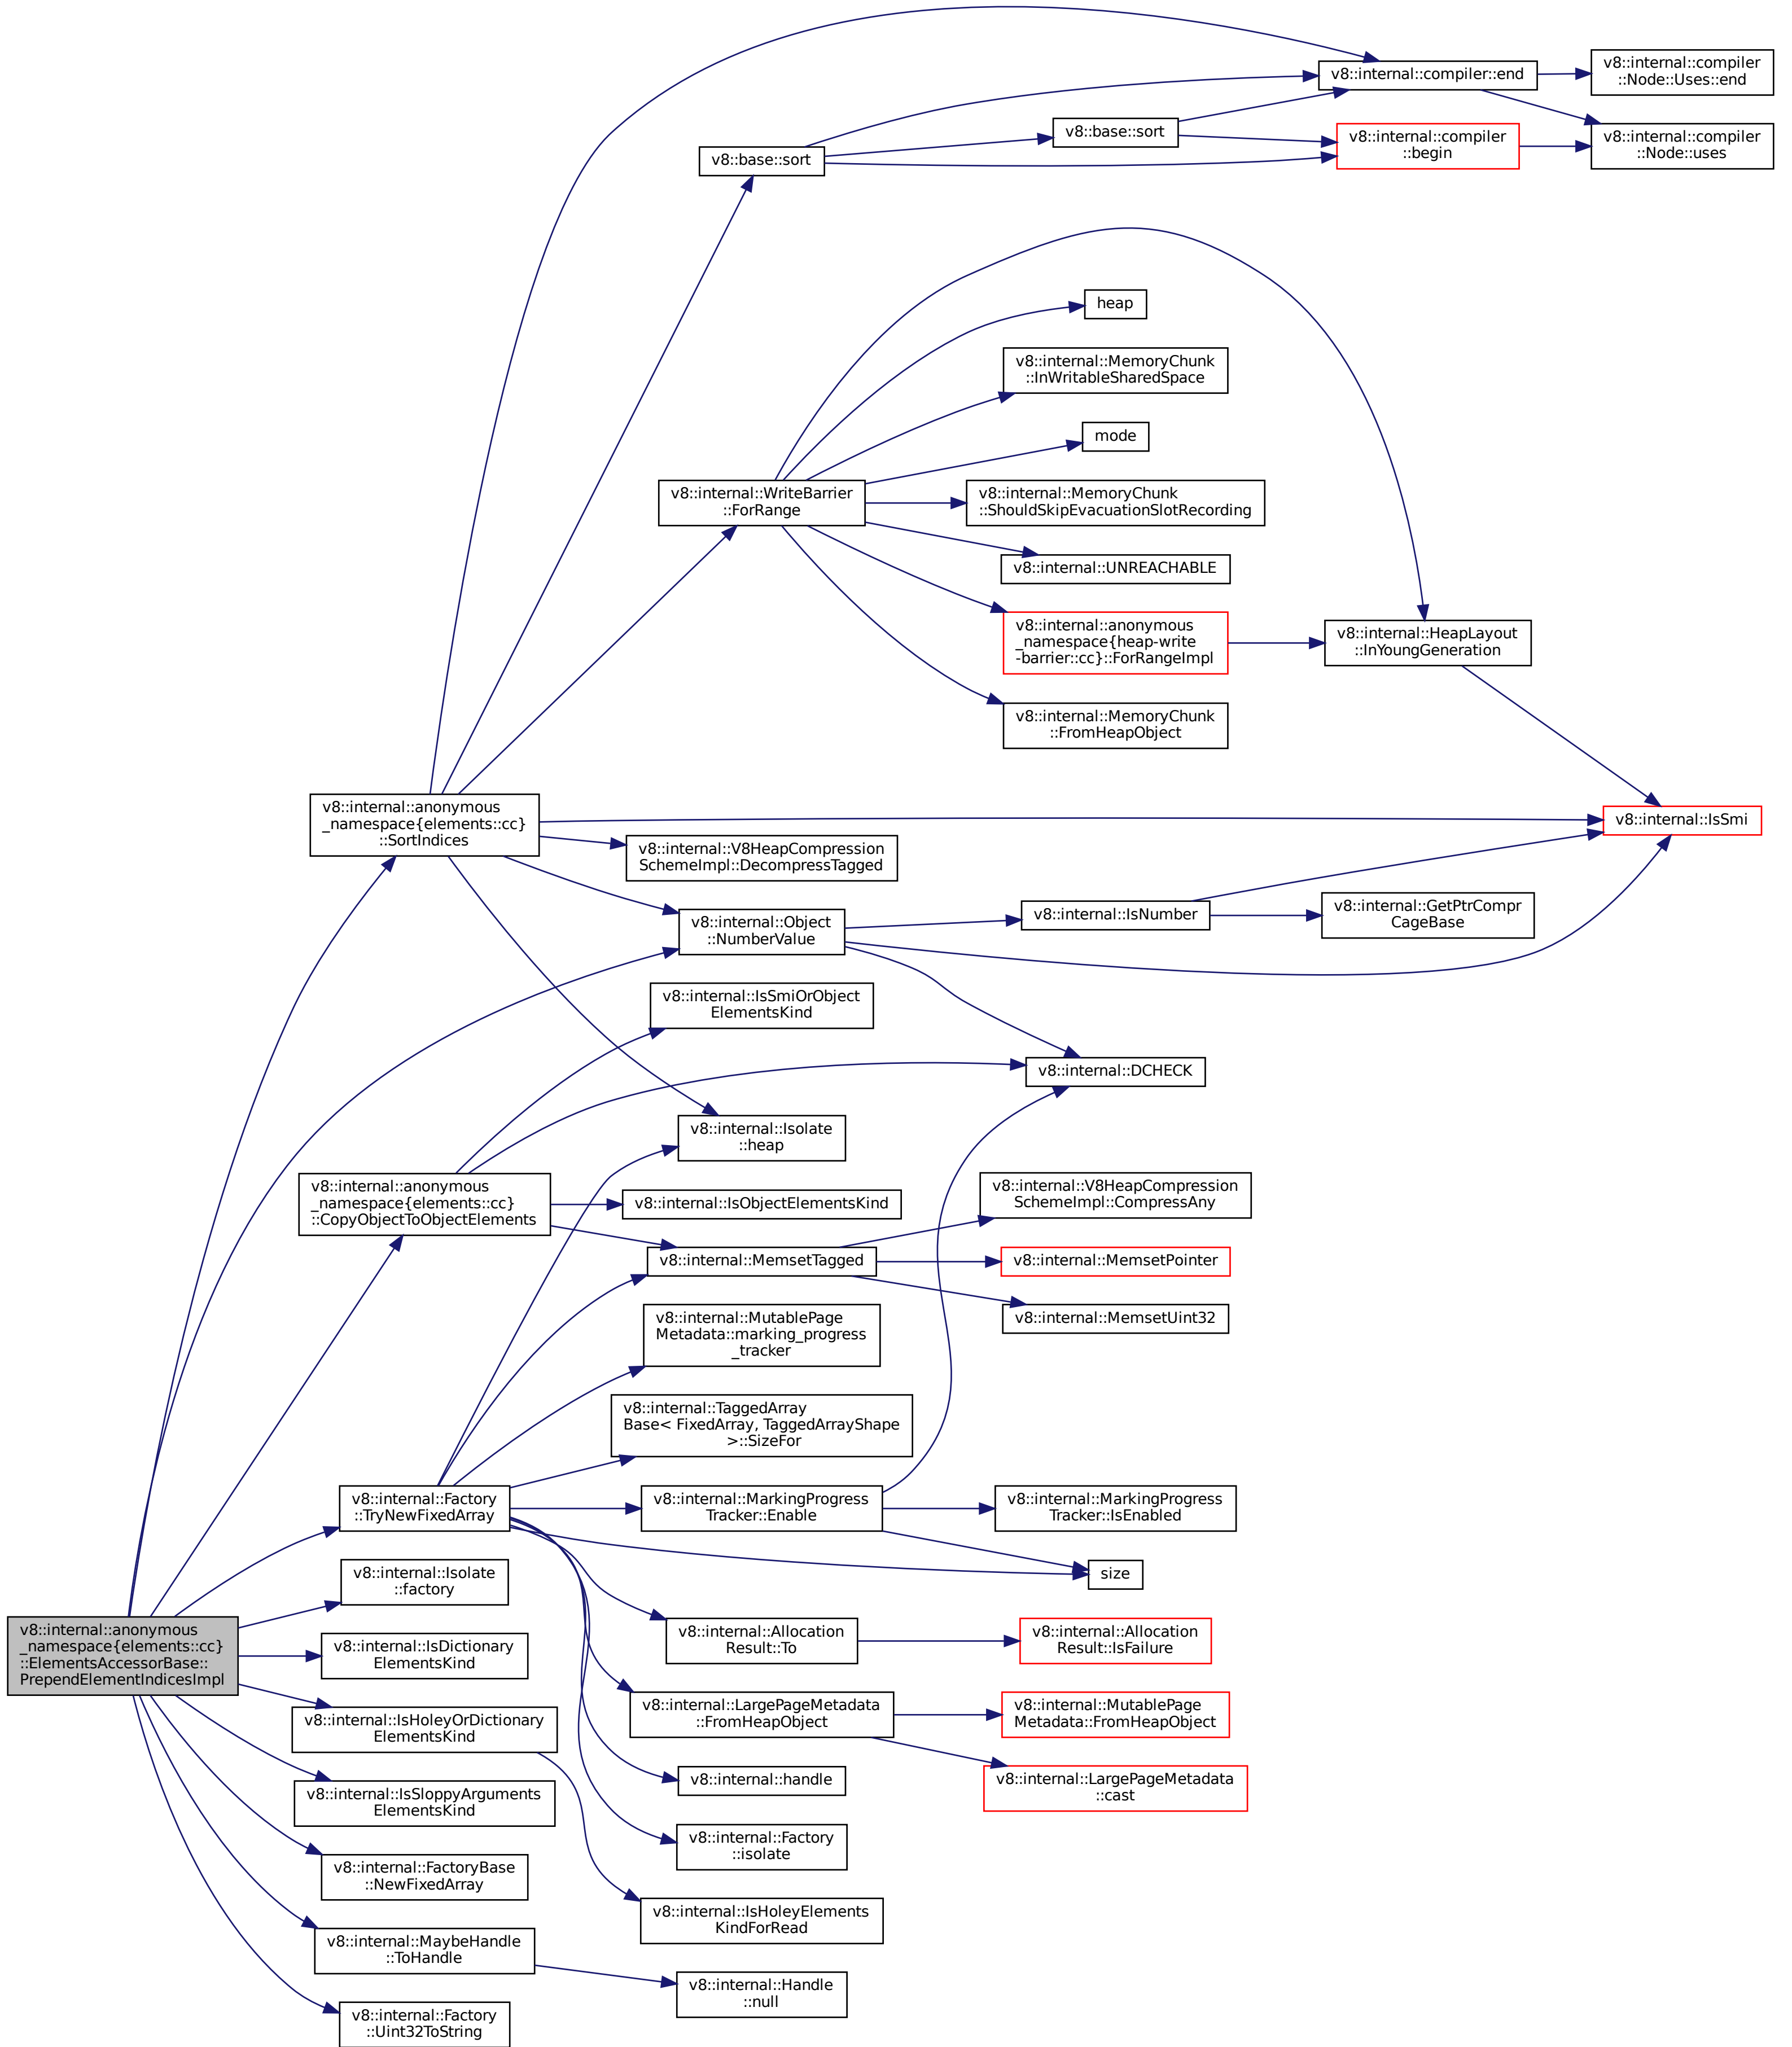 v8::internal::compiler::end
v8::internal::compiler
::Node::Uses::end
v8::base::sort
v8::internal::compiler
::begin
v8::internal::compiler
::Node::uses
v8::base::sort
heap
v8::internal::MemoryChunk
::InWritableSharedSpace
mode
v8::internal::WriteBarrier
::ForRange
v8::internal::MemoryChunk
::ShouldSkipEvacuationSlotRecording
v8::internal::UNREACHABLE
v8::internal::anonymous
_namespace{heap-write
-barrier::cc}::ForRangeImpl
v8::internal::HeapLayout
::InYoungGeneration
v8::internal::MemoryChunk
::FromHeapObject
v8::internal::anonymous
_namespace{elements::cc}
::SortIndices
v8::internal::IsSmi
v8::internal::V8HeapCompression
SchemeImpl::DecompressTagged
v8::internal::Object
::NumberValue
v8::internal::IsNumber
v8::internal::GetPtrCompr
CageBase
v8::internal::IsSmiOrObject
ElementsKind
v8::internal::DCHECK
v8::internal::Isolate
::heap
v8::internal::anonymous
_namespace{elements::cc}
::CopyObjectToObjectElements
v8::internal::IsObjectElementsKind
v8::internal::V8HeapCompression
SchemeImpl::CompressAny
v8::internal::MemsetTagged
v8::internal::MemsetPointer
v8::internal::MemsetUint32
v8::internal::MutablePage
Metadata::marking_progress
_tracker
v8::internal::TaggedArray
Base< FixedArray, TaggedArrayShape
>::SizeFor
v8::internal::Factory
::TryNewFixedArray
v8::internal::MarkingProgress
Tracker::Enable
v8::internal::MarkingProgress
Tracker::IsEnabled
size
v8::internal::Isolate
::factory
v8::internal::anonymous
_namespace{elements::cc}
::ElementsAccessorBase::
PrependElementIndicesImpl
v8::internal::IsDictionary
ElementsKind
v8::internal::Allocation
Result::To
v8::internal::Allocation
Result::IsFailure
v8::internal::IsHoleyOrDictionary
ElementsKind
v8::internal::LargePageMetadata
::FromHeapObject
v8::internal::MutablePage
Metadata::FromHeapObject
v8::internal::IsSloppyArguments
ElementsKind
v8::internal::handle
v8::internal::LargePageMetadata
::cast
v8::internal::FactoryBase
::NewFixedArray
v8::internal::Factory
::isolate
v8::internal::MaybeHandle
::ToHandle
v8::internal::IsHoleyElements
KindForRead
v8::internal::Handle
::null
v8::internal::Factory
::Uint32ToString